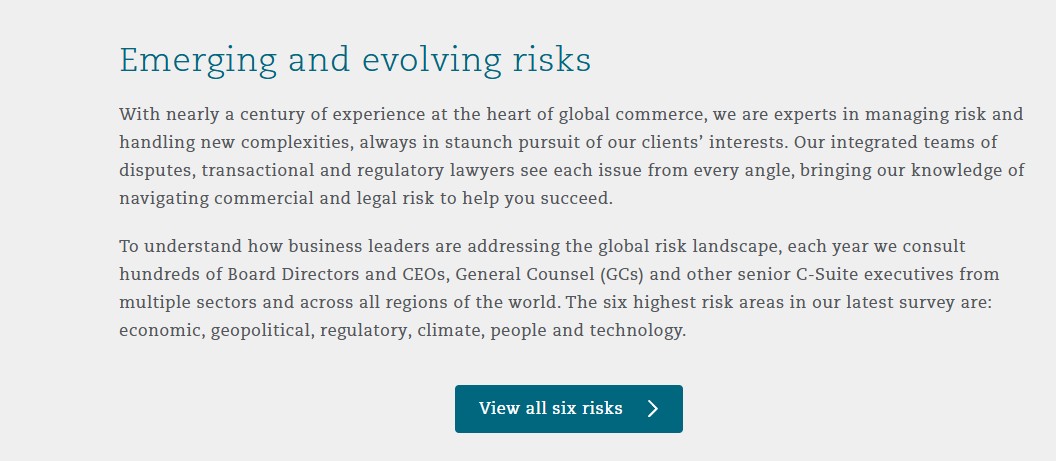 Emerging and evolving risks
With nearly a century of experience at the heart of global commerce, we are experts in managing risk and
handling new complexities, always in staunch pursuit of our clients’ interests. Our integrated teams of
disputes, transactional and regulatory lawyers see each issue from every angle, bringing our knowledge of
navigating commercial and legal risk to help you succeed.
To understand how business leaders are addressing the global risk landscape, each year we consult
hundreds of Board Directors and CEOs, General Counsel (GCs) and other senior C-Suite executives from
multiple sectors and across all regions of the world. The six highest risk areas in our latest survey are:
economic, geopolitical, regulatory, climate, people and technology.
View all six risks